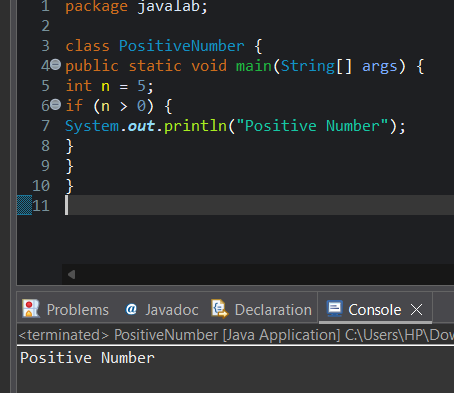 1 package javalab;
2
3 class PositiveNumber {
4 public static void main(String[] args) {
5 int n = 5;
6 if (n > 0) {
7 System.out.println("Positive Number");
8 }
9 }
10 }
11
Problems @ Javadoc Declaration Console
<terminated> PositiveNumber [Java Application] C:\Users\HP\Dow
Positive Number